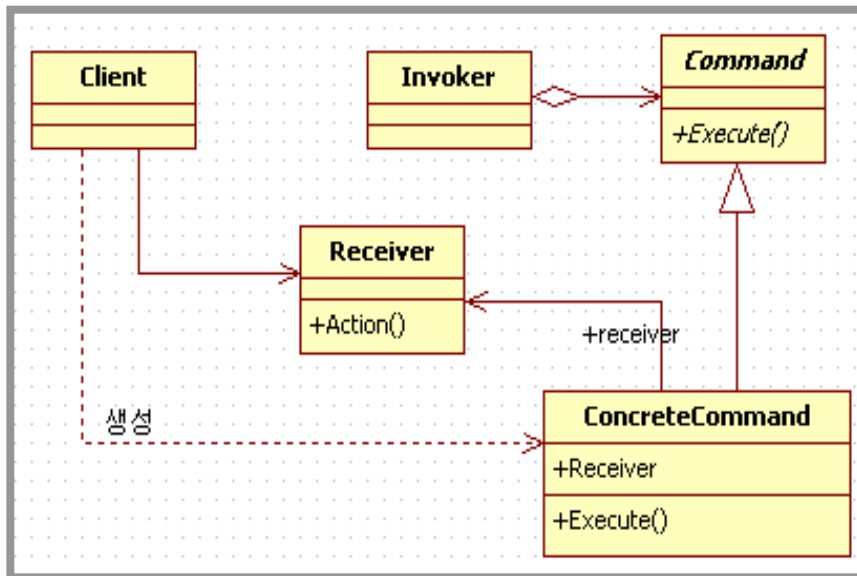 Client
Invoker
Command
+Execute()
Receiver
+Action()
+receiver
생성
ConcreteCommand
+Receiver
+Execute()